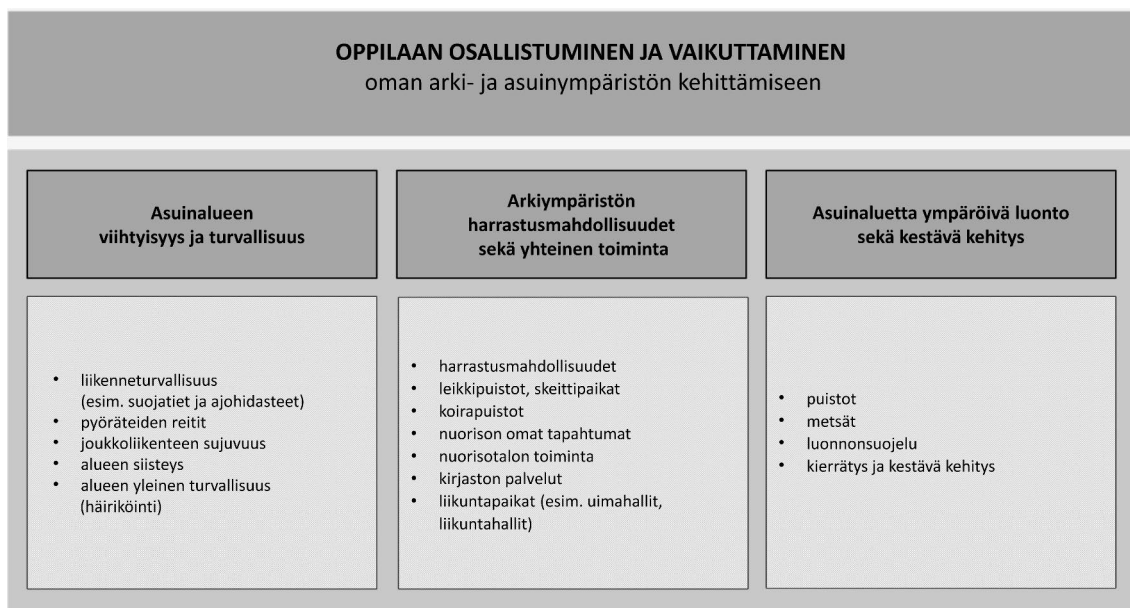 OPPILAAN OSALLISTUMINEN JA VAIKUTTAMINEN
oman arki- ja asuinympäristön kehittämiseen
Asuinalueen
viihtyisyys ja turvallisuus
• liikenneturvallisuus
(esim. suojatiet ja ajohidasteet)
• pyöräteiden reitit
• joukkoliikenteen sujuvuus
• alueen siisteys
• alueen yleinen turvallisuus
(häiriköinti)
Arkiympäristön
harrastusmahdollisuudet
sekä yhteinen toiminta
• harrastusmahdollisuudet
• leikkipuistot, skeittipaikat
• koirapuistot
• nuorison omat tapahtumat
• nuorisotalon toiminta
• kirjaston palvelut
• liikuntapaikat (esim. uimahallit,
liikuntahallit)
Asuinaluetta ympäröivä luonto
sekä kestävä kehitys
• puistot
• metsät
• luonnonsuojelu
• kierrätys ja kestävä kehitys